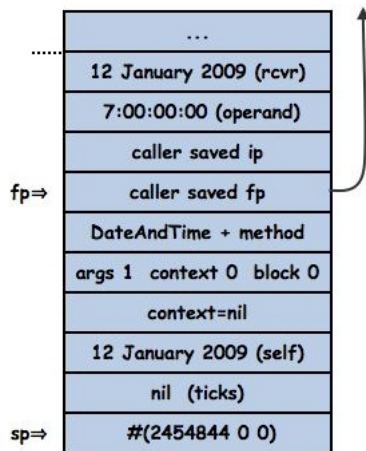 ...
12 January 2009 (rcvr)
7:00:00:00 (operand)
caller saved ip
fp⇒ caller saved fp
DateAndTime + method
args 1 context 0 block 0
context=nil
12 January 2009 (self)
nil (ticks)
sp⇒ #(2454844 0 0)